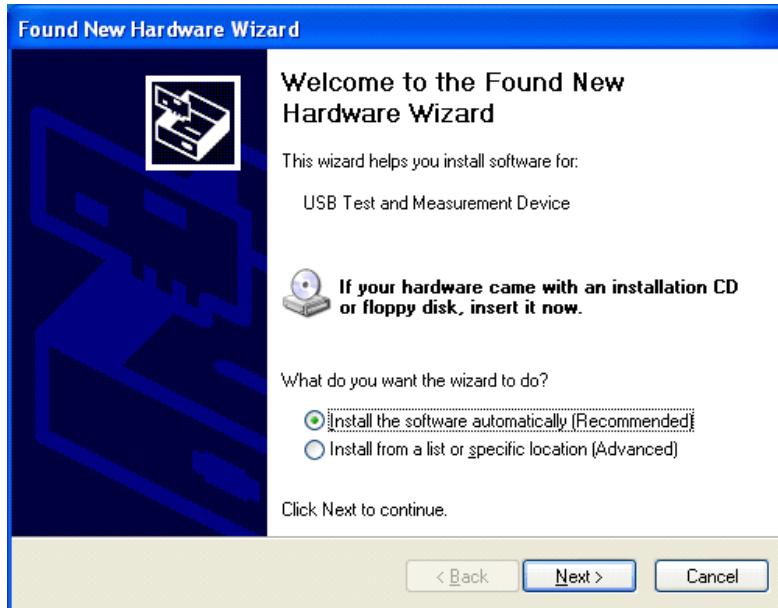 Found New Hardware Wizard
Welcome to the Found New
Hardware Wizard
This wizard helps you install software for:
USB Test and Measurement Device
If your hardware came with an installation CD
or floppy disk, insert it now.
What do you want the wizard to do?
Install the software automatically (Recommended)
Install from a list or specific location (Advanced)
Click Next to continue.
< Back
Next >
Cancel